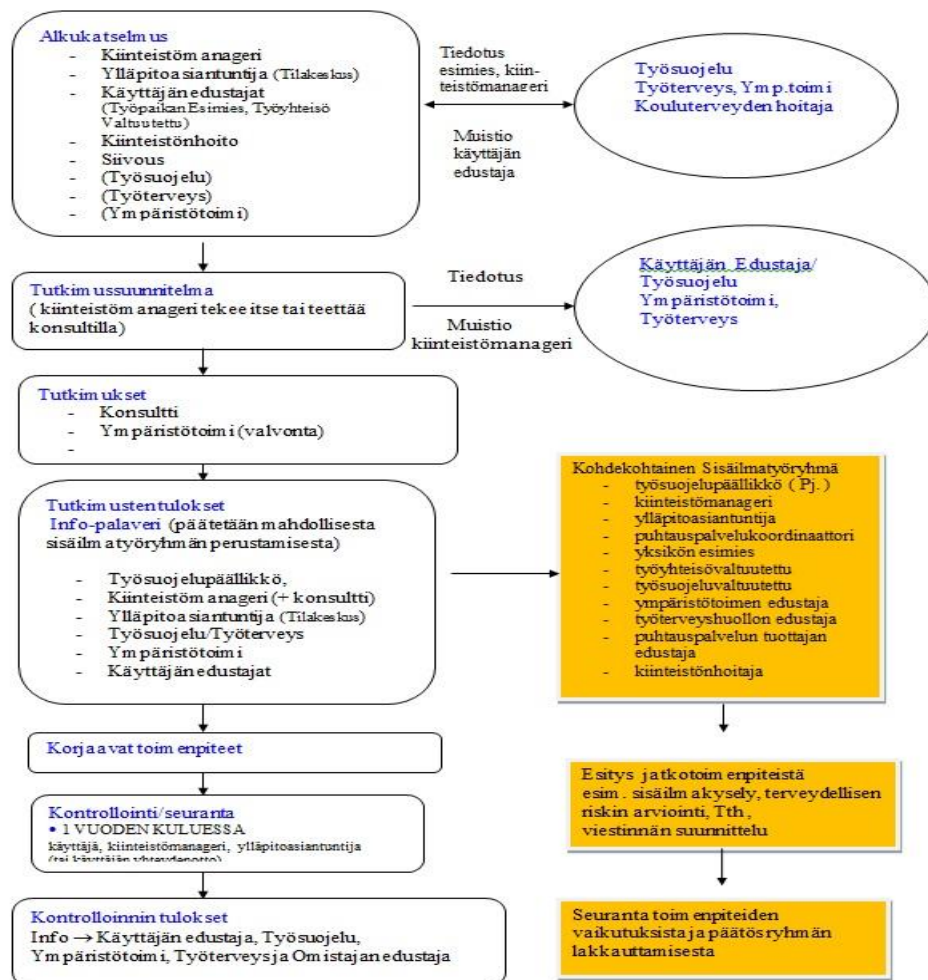 Alkukatselmus
- Kiinteistömanageri
- Ylläpitoasiantuntija (Tilakeskus)
- Käyttäjänedustajat
(Työpaikan Esimies, Työyhteisö
Valtuutettu)
- Kiinteistönhoito
- Siivous
- (Työsuojelu)
- (Työterveys)
- (Ympäristötoimi)
Tiedotus
esimies, kiin-
teistömanageri
Muistio
käyttäjän
edustaja
Työsuojelu
Työterveys, Ymp.toimi
Kouluterveyden hoitaja
Tutkimussuunnitelma
( kiinteistömanageri tekee itse tai teettää
konsultilla)
Tiedotus
Muistio
kiinteistömanageri
Käyttäjän Edustaja/
Työsuojelu
Ympäristötoimi,
Työterveys
Tutkimukset
- Konsultti
- Ympäristötoimi (valvonta)
-
Tutkimusten tulokset
Info-palaveri (päätetään mahdollisesta
sisäilmatyöryhmän perustamisesta)
- Työsuojelupäällikkö,
- Kiinteistömanageri (+ konsultti)
- Ylläpitoasiantuntija (Tilakeskus)
- Työsuojelu/Työterveys
- Ympäristötoimi
- Käyttäjänedustajat
Kohdekohtainen Sisäilmatyöryhmä
- työsuojelupäällikkö ( Pj. )
- kiinteistömanageri
- ylläpitoasiantuntija
- puhtauspalvelukoordinaattori
- yksikön esimies
- työyhteisövaltuutettu
- työsuojeluvaltuutettu
- ympäristötoimen edustaja
- työterveyshuollon edustaja
- puhtauspalvelun tuottajan
edustaja
- kiinteistönhoitaja
Korjaavat toimenpiteet
Kontrollointi/seuranta
• 1 VUODEN KULUESSA
käyttäjä, kiinteistömanageri, ylläpitoasiantuntija
(tai käyttäjän yhteydenotto)
Kontrolloinnin tulokset
Info → Käyttäjän edustaja, Työsuojelu,
Ympäristötoimi, Työterveys ja Omistajan edustaja
Esitys jatkotoimenpiteistä
esim. sisäilmakysely, terveydellisen
riskin arviointi, Tth,
viestinnän suunnittelu
Seuranta toimenpiteiden
vaikutuksista ja päätös ryhmän
lakkauttamisesta